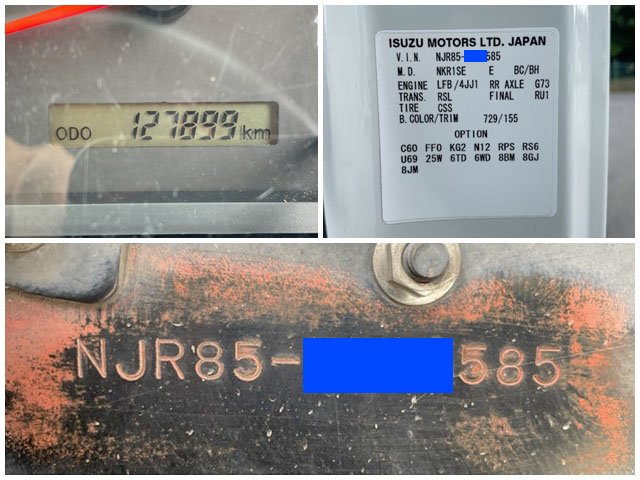 ODO 127899 km
ISUZU MOTORS LTD. JAPAN
V.I.N. NJR85- 585
M.D. NKR1SE E BC/BH
ENGINE LFB/4JJ1 RR AXLE G73
TRANS. RSL FINAL RU1
TIRE CSS
B.COLOR/TRIM 729/155
OPTION
C60 FF0 KG2 N12 RPS RS6
U69 25W 6TD 6WD 8BM 8GJ
8JM
NJR85- 585